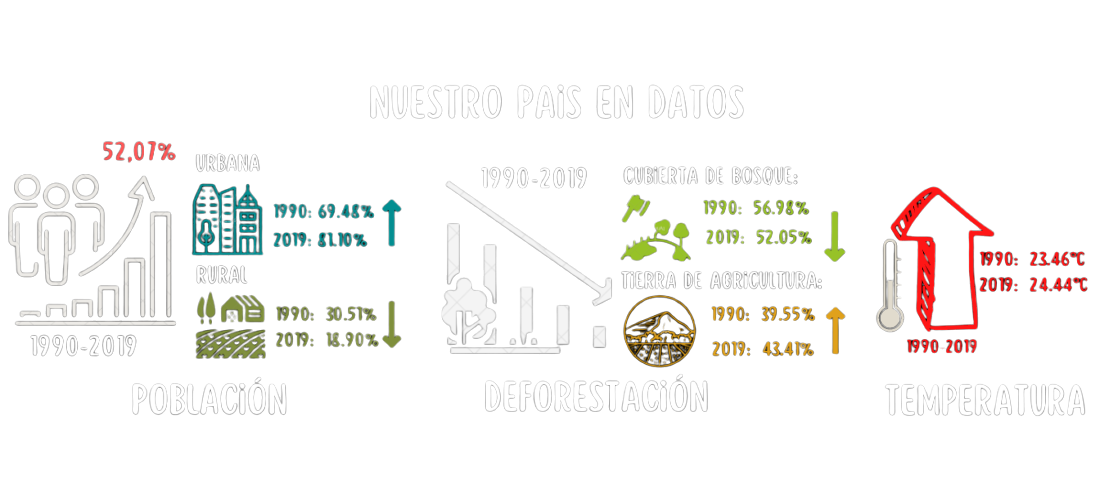 NUESTRO PAIS EN DATOS
52,07%
1990-2019
URBANA
1990: 69.48%
2019: 81.10%
RURAL
1990: 30.51%
2019: 18.90%
POBLACIÓN
1990-2019
CUBIERTA DE BOSQUE:
1990: 56.98%
2019: 52.05%
TIERRA DE AGRICULTURA:
1990: 39.55%
2019: 43.41%
DEFORESTACIÓN
1990: 23.46°C
2019: 24.44°C
1990-2019
TEMPERATURA